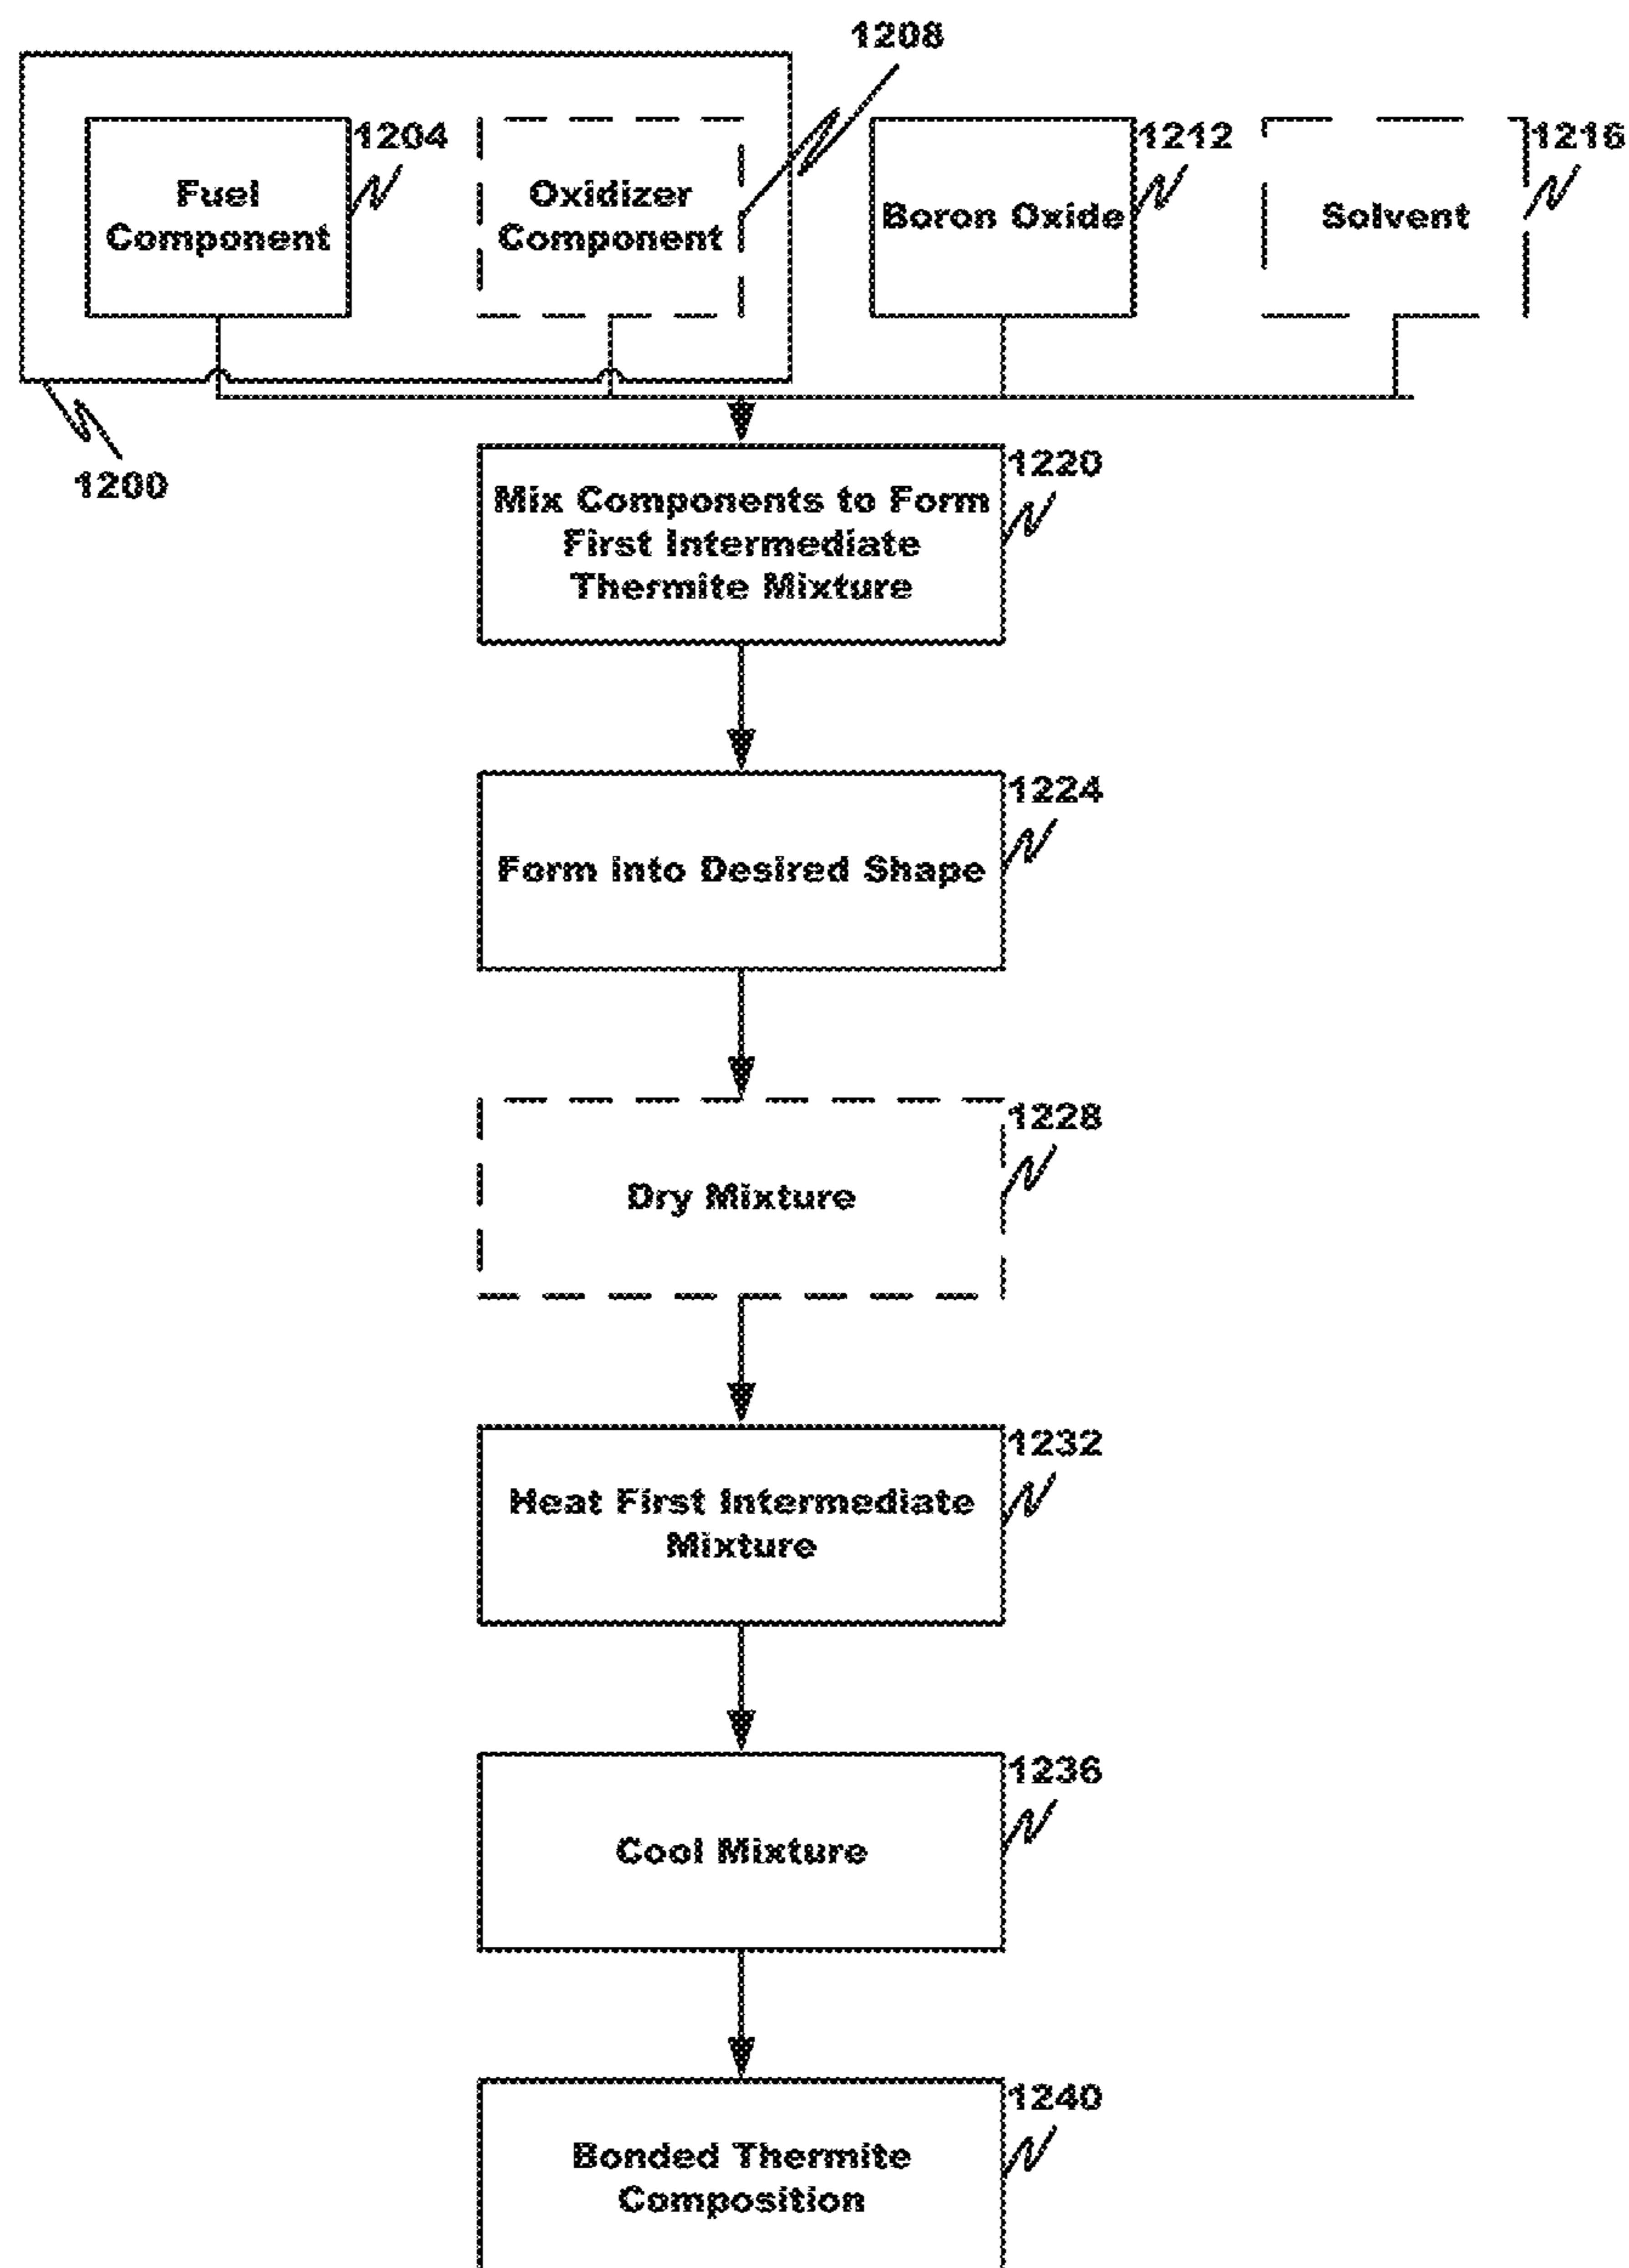 1208
1204
Fuel
Component
Oxidizer
Component
1212
Boron Oxide
1216
Solvent
1200
1220
Mix Components to Form
First Intermediate
Thermite Mixture
1224
Form into Desired Shape
1228
Dry Mixture
1232
Heat First Intermediate
Mixture
1236
Cool Mixture
1240
Bonded Thermite
Composition